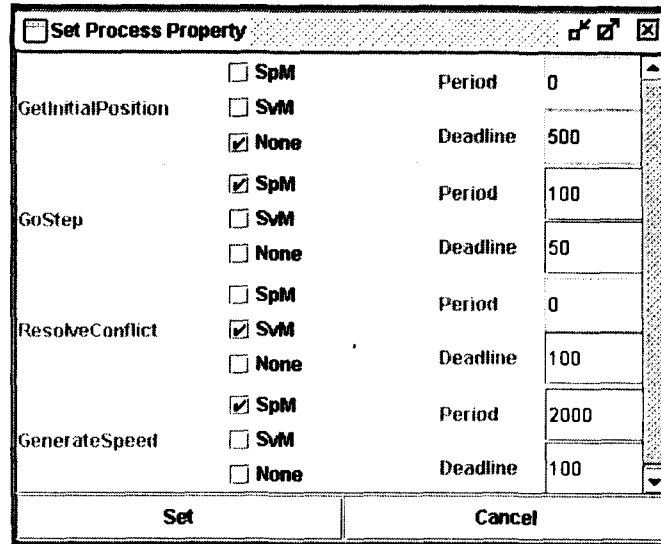 Set Process Property
GetInitialPosition
SpM
SvM
None
Period 0
Deadline 500
GoStep
SpM
SvM
None
Period 100
Deadline 50
ResolveConflict
SpM
SvM
None
Period 0
Deadline 100
GenerateSpeed
SpM
SvM
None
Period 2000
Deadline 100
Set
Cancel